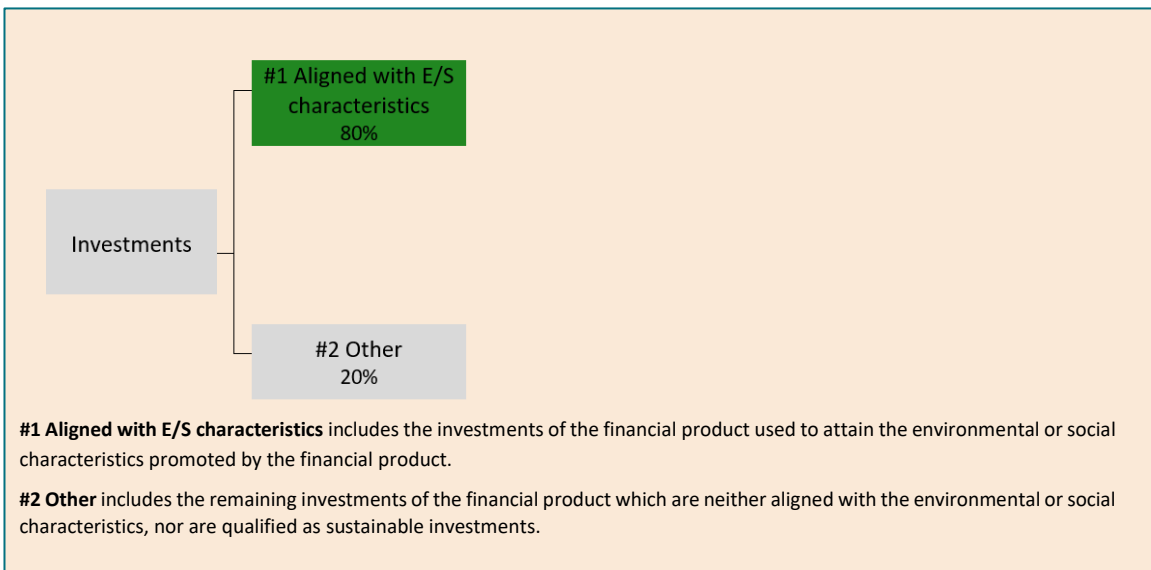 #1 Aligned with E/S
characteristics
80%
Investments
#2 Other
20%
#1 Aligned with E/S characteristics includes the investments of the financial product used to attain the environmental or social
characteristics promoted by the financial product.
#2 Other includes the remaining investments of the financial product which are neither aligned with the environmental or social
characteristics, nor are qualified as sustainable investments.